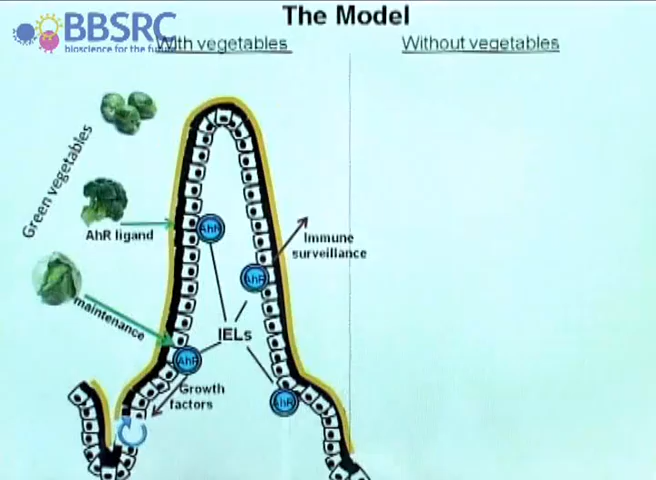 The Model
BBSRC
bioscience for the fu
With vegetables
Without vegetables
Green vegetables
AhR ligand
AhR
Immune
surveillance
AhR
maintenance
IELs
AhR
Growth
factors
AhR